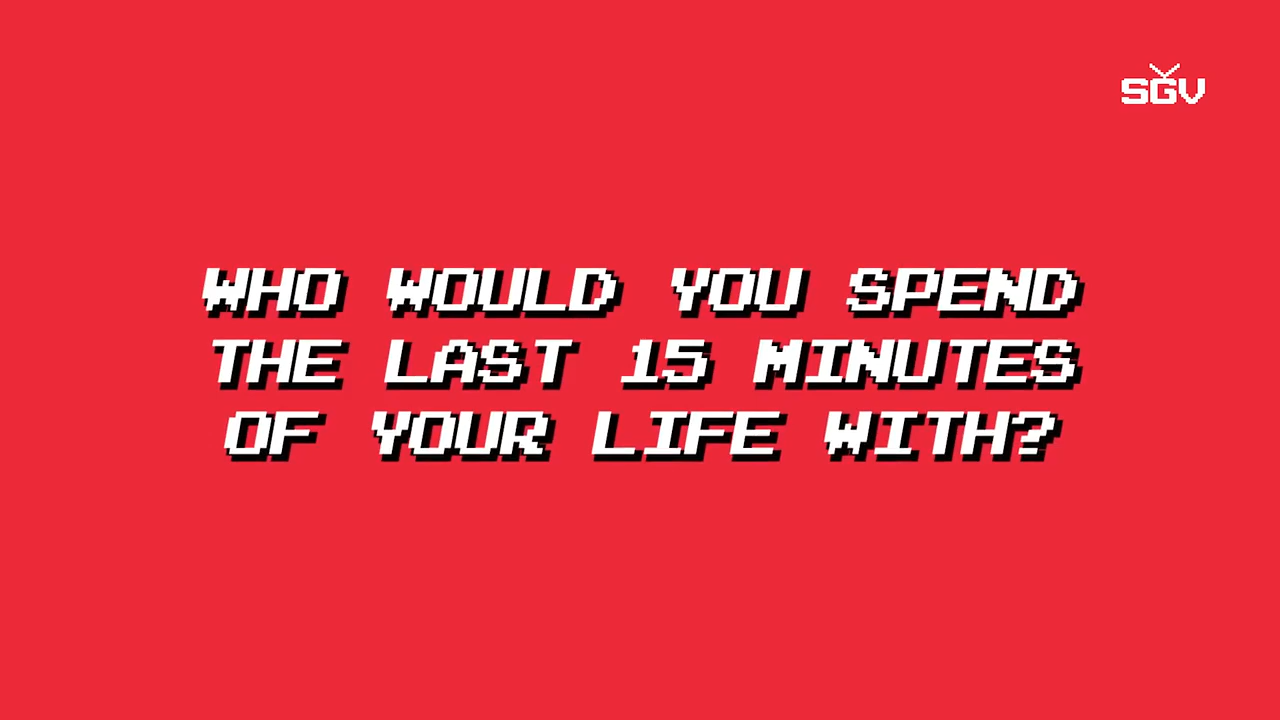 SGV
WHO WOULD YOU SPEND
THE LAST 15 MINUTES
OF YOUR LIFE WITH?